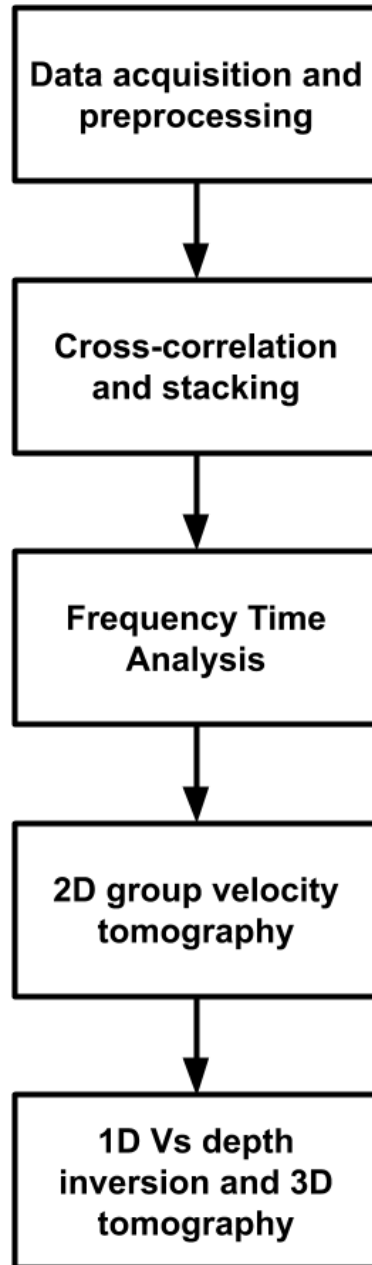 Data acquisition and
preprocessing
Cross-correlation
and stacking
Frequency Time
Analysis
2D group velocity
tomography
1D Vs depth
inversion and 3D
tomography